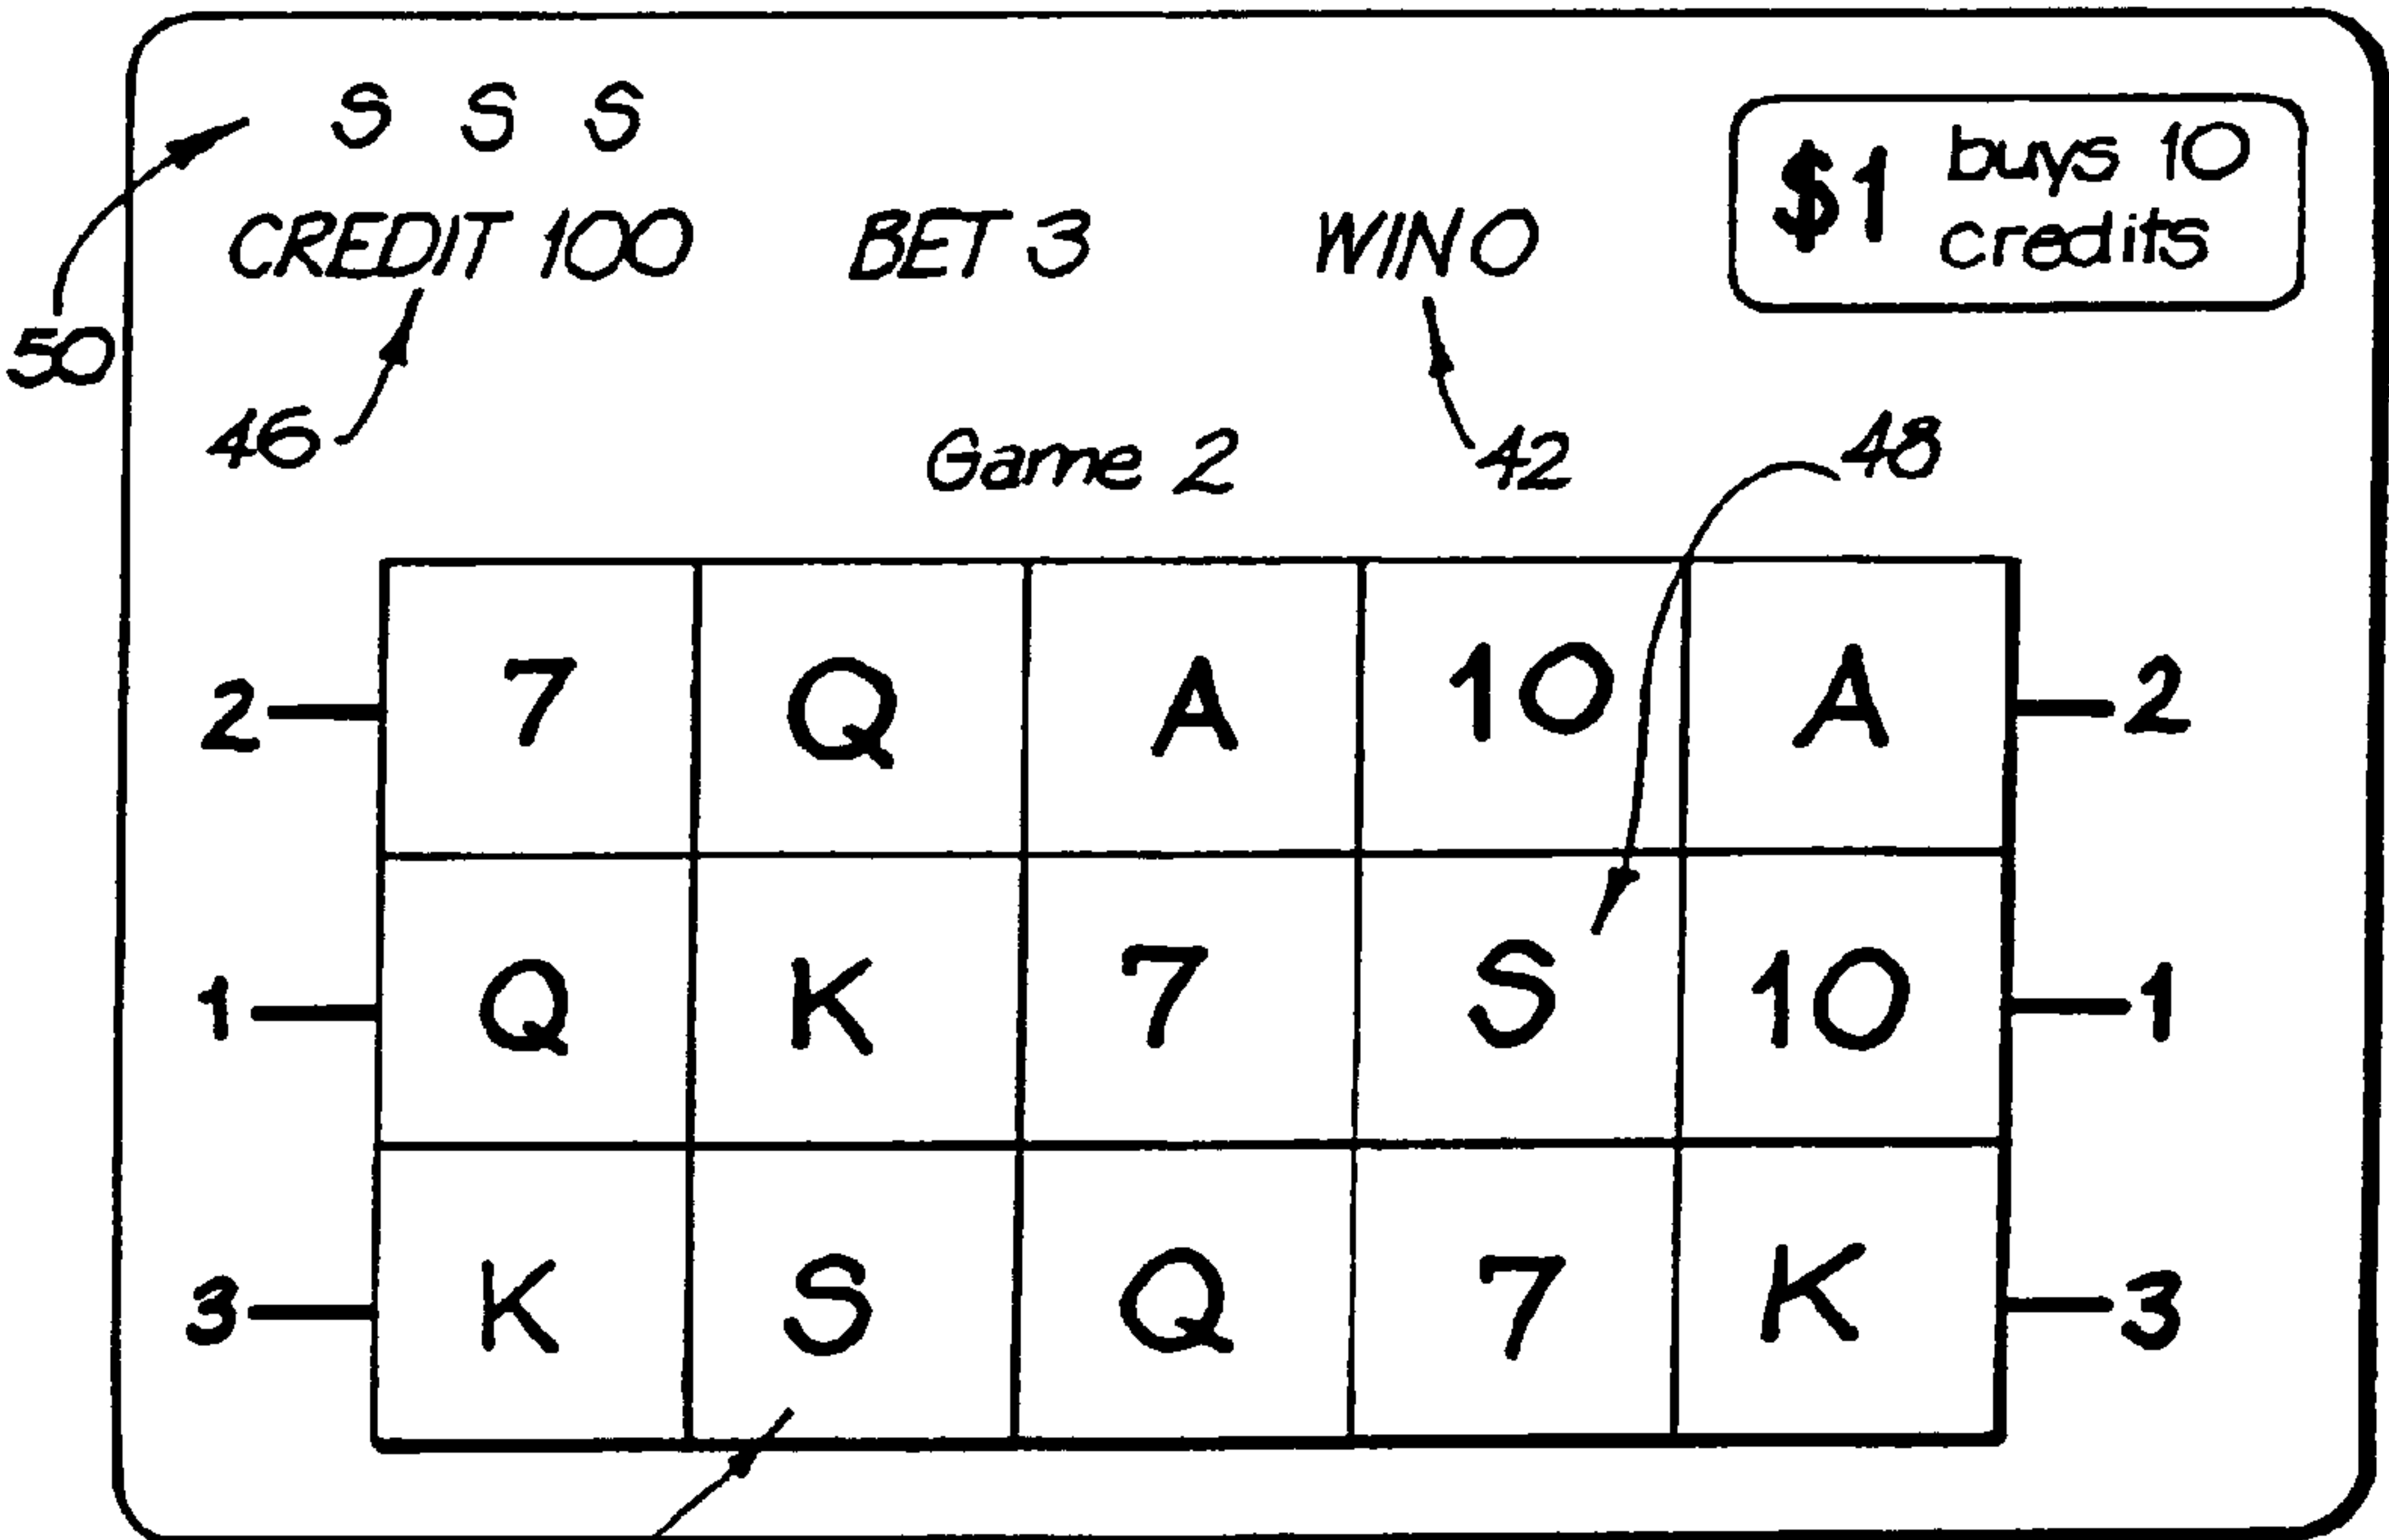 S S S
$1 buys 10 credits
CREDIT 100 BET 3 WIN 0
50
46 Game 2 42 48
2 7 Q A 10 A 2
1 Q K 7 S 10 1
3 K S Q 7 K 3